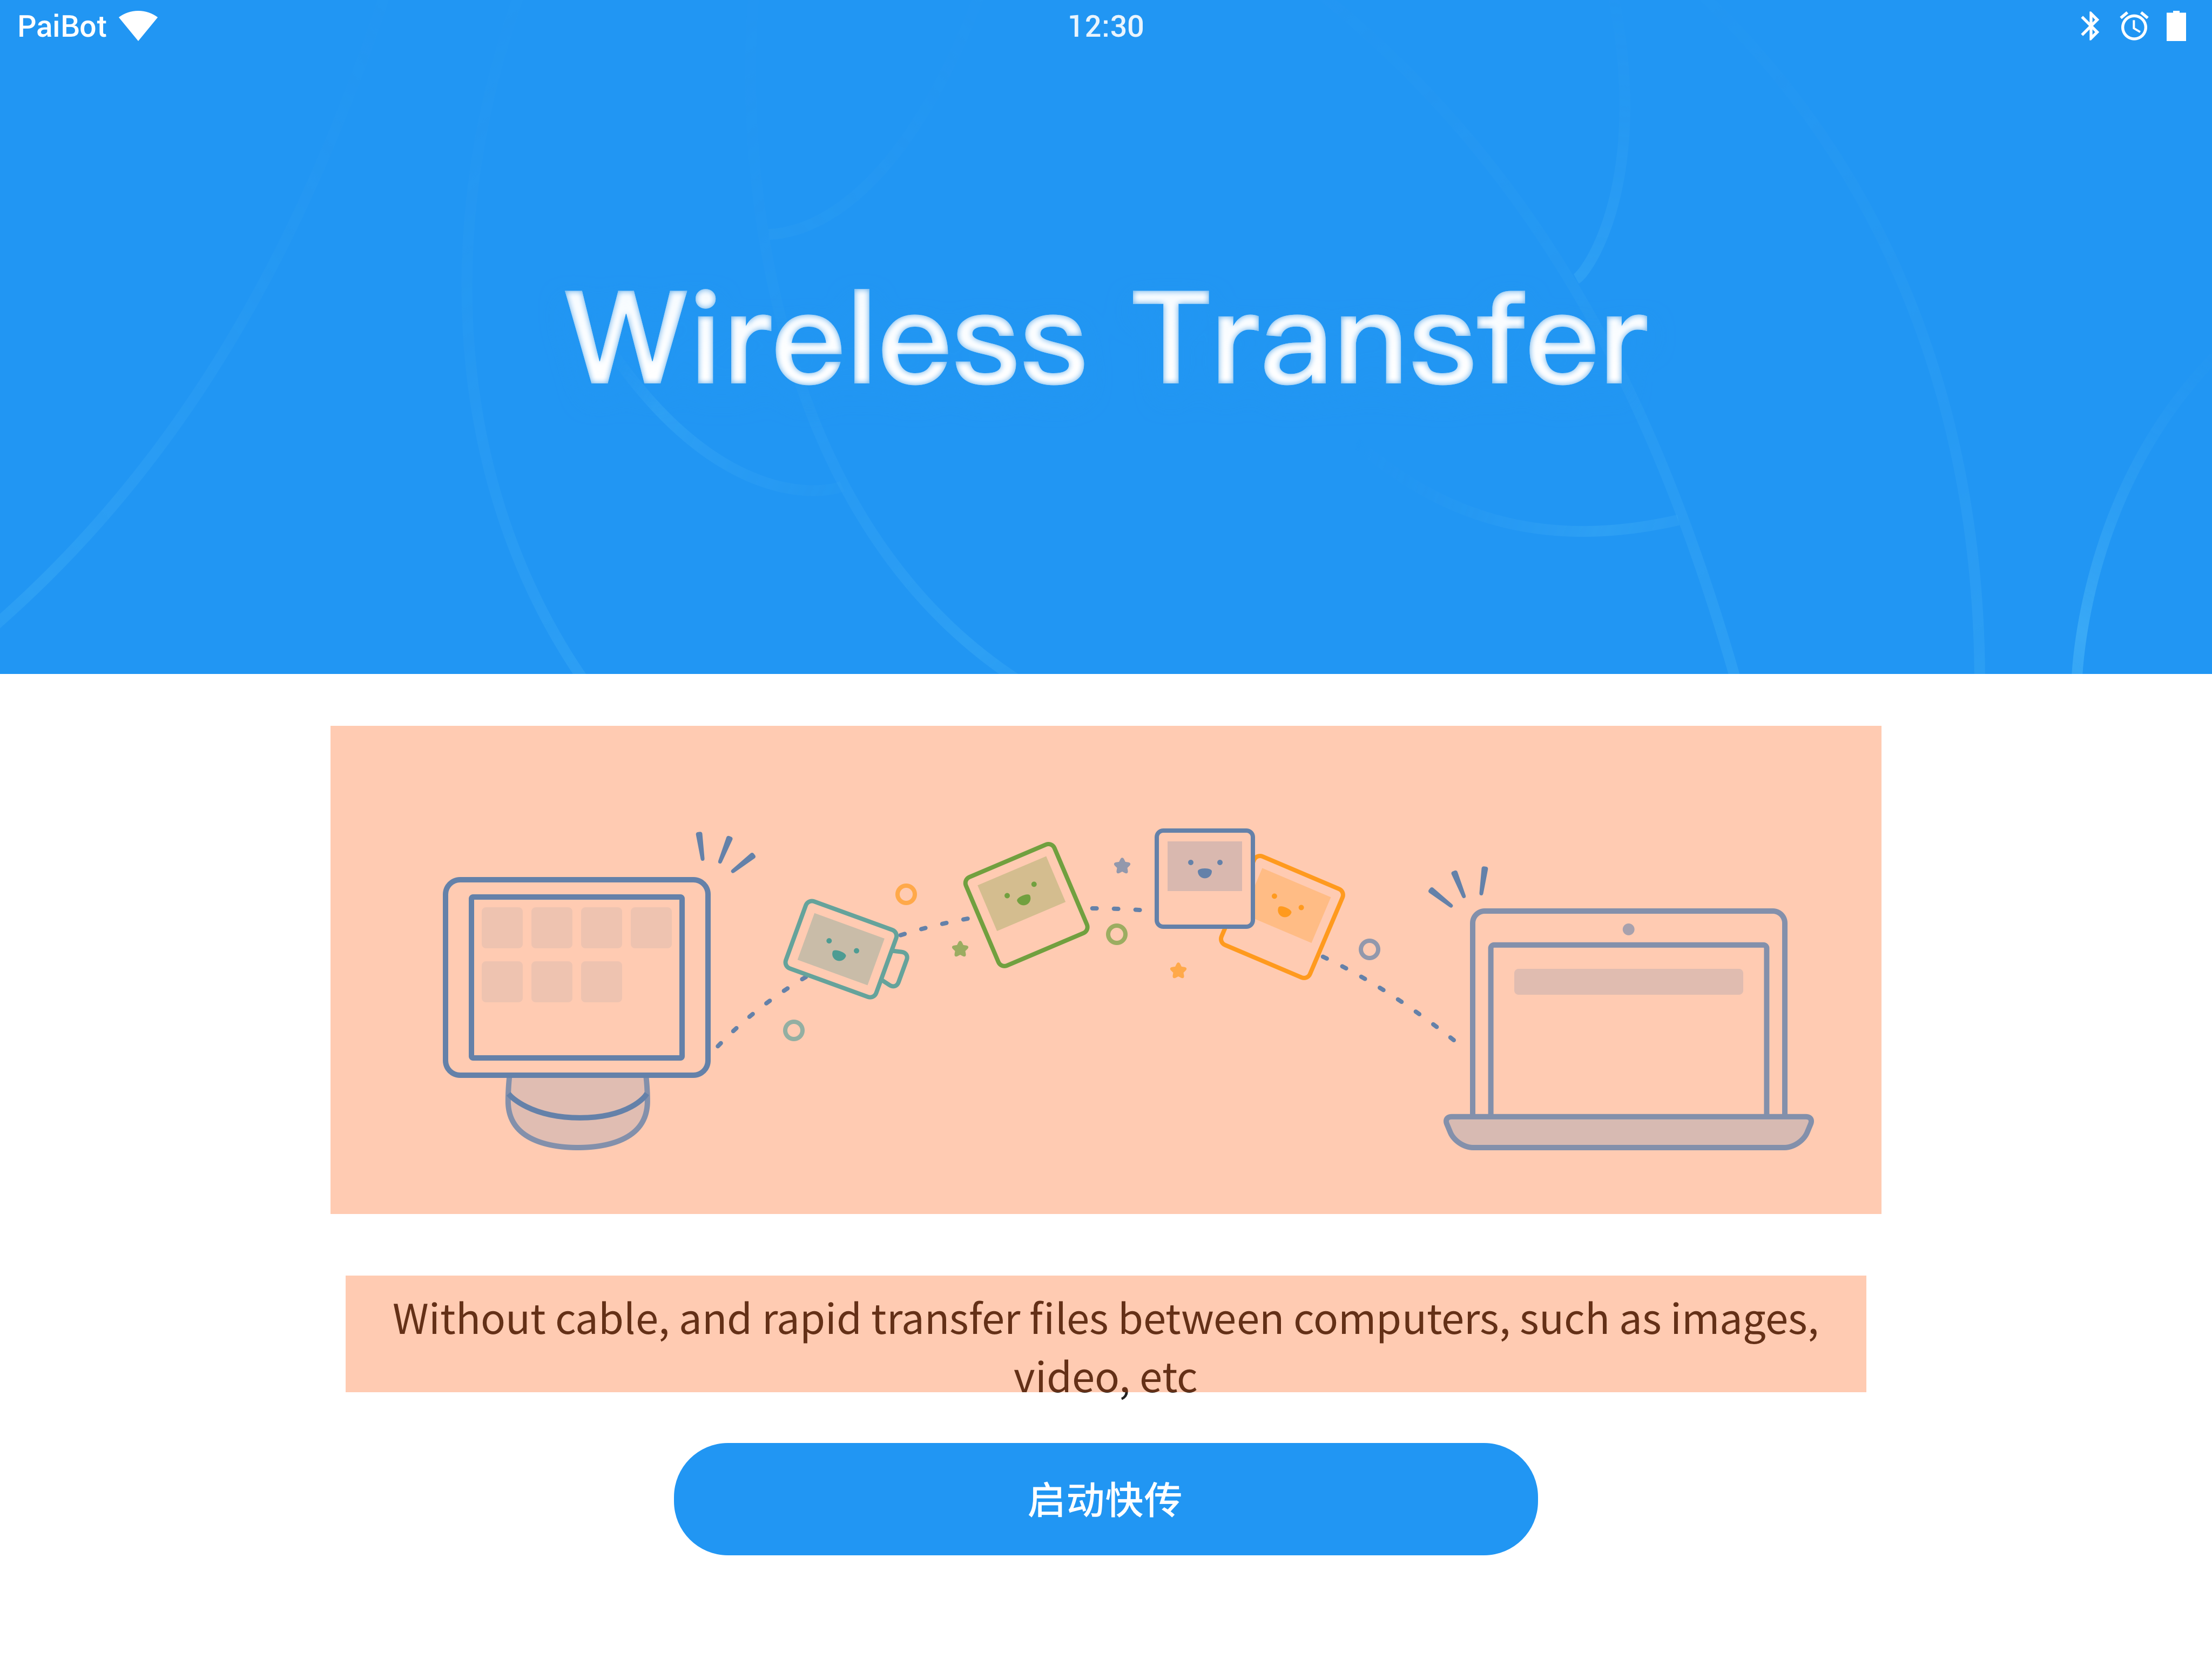 PaiBot
12:30
Wireless Transfer
Without cable, and rapid transfer files between computers, such as images,
video, etc
启动快传